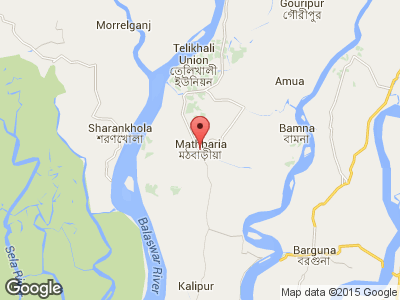 Gouripur
গৌরীপুর
Morrelganj
Telikhali
Union
তেলিখালী
ইউনিয়ন
Amua
Sharankhola
শরণখোলা
Bamna
বামনা
Mathbaria
মঠবাড়ীয়া
Balaswar River
Sela River
Barguna
বরগুনা
Kalipur
Google
Map data ©2015 Google